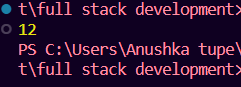 t\full stack development>
12
PS C:\Users\Anushka tupe\
t\full stack development>